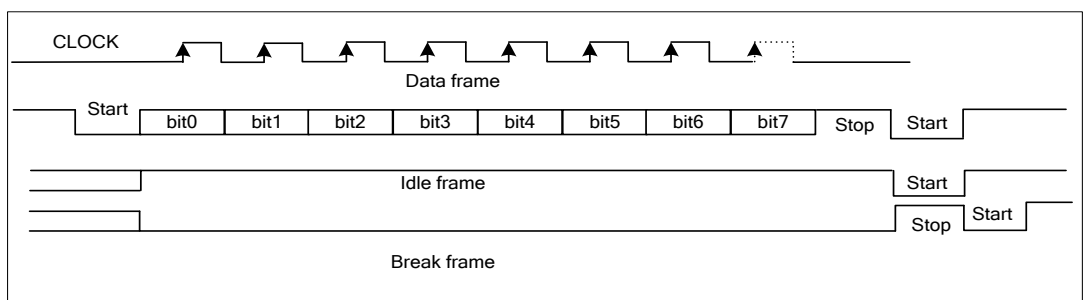 CLOCK
Data frame
Start bit0 bit1 bit2 bit3 bit4 bit5 bit6 bit7 Stop Start
Idle frame Start
Stop Start
Break frame